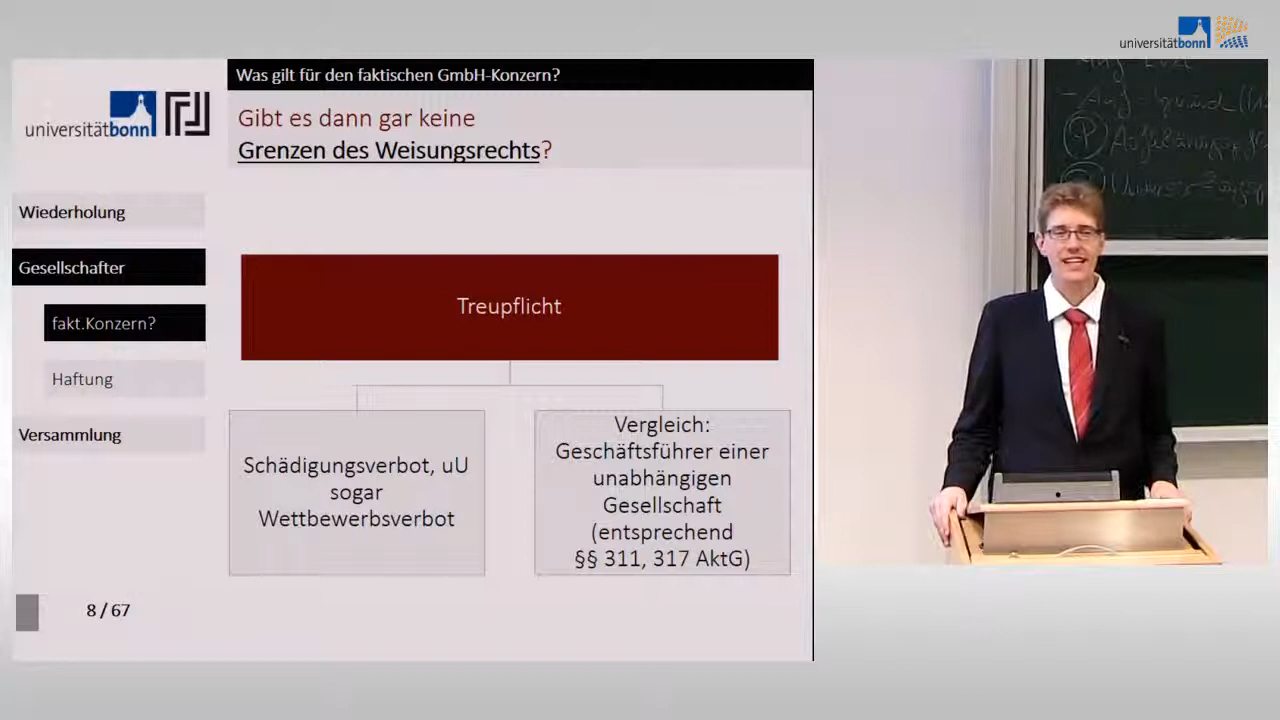 universitätbonn
Was gilt für den faktischen GmbH-Konzern?
universitätbonn
Gibt es dann gar keine
Grenzen des Weisungsrechts?
Wiederholung
Gesellschafter
fakt.Konzern?
Haftung
Versammlung
Treupflicht
Schädigungsverbot, uU
sogar
Wettbewerbsverbot
Vergleich:
Geschäftsführer einer
unabhängigen
Gesellschaft
(entsprechend
§§ 311, 317 AktG)
8 / 67